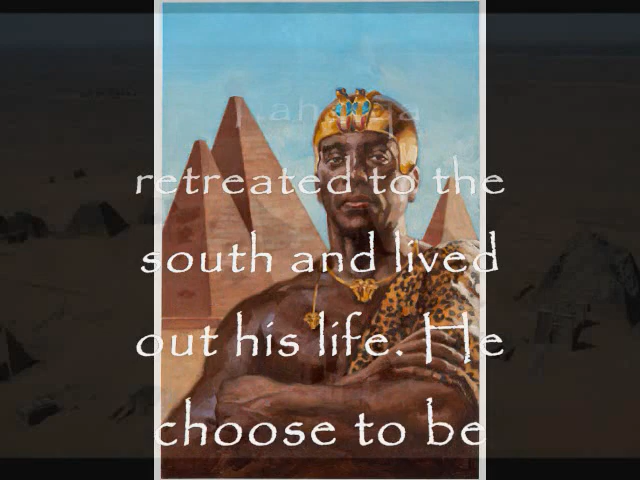 retreated to the
south and lived
out his life. He
choose to be